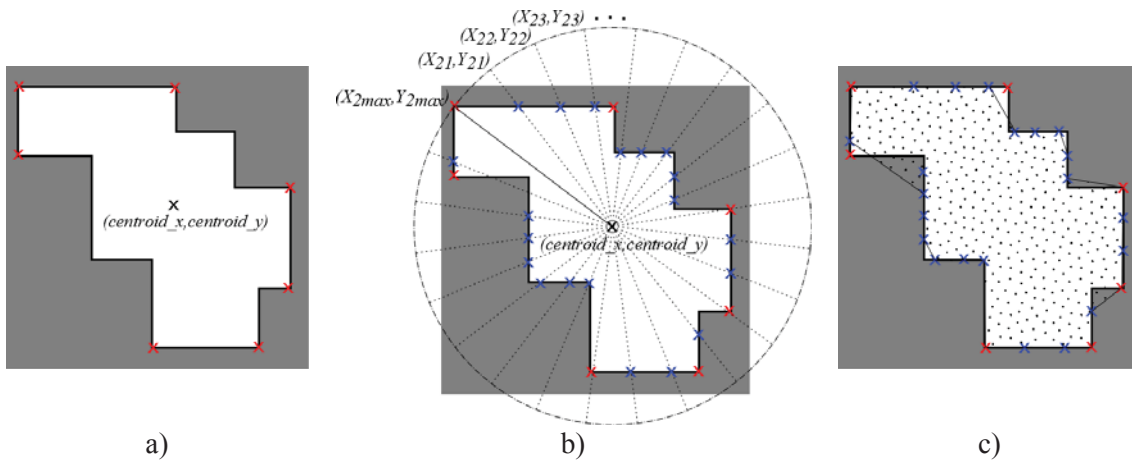 (X23,Y23) ...
(X22,Y22)
(X21,Y21)
(X2max,Y2max)
(centroid_x,centroid_y)
(centroid_x,centroid_y)
a)
b)
c)